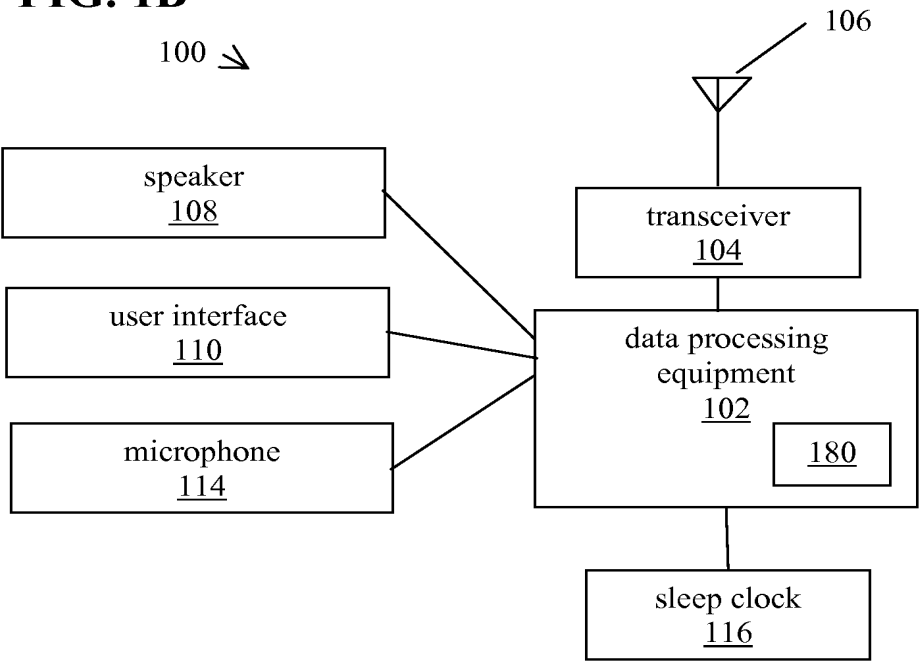 FIG. 1B
100
106
speaker
108
transceiver
104
user interface
110
data processing
equipment
102
180
microphone
114
sleep clock
116